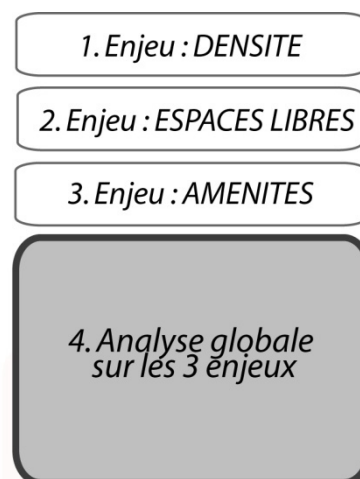 1. Enjeu : DENSITE
2. Enjeu : ESPACES LIBRES
3. Enjeu : AMENITES
4. Analyse globale
sur les 3 enjeux